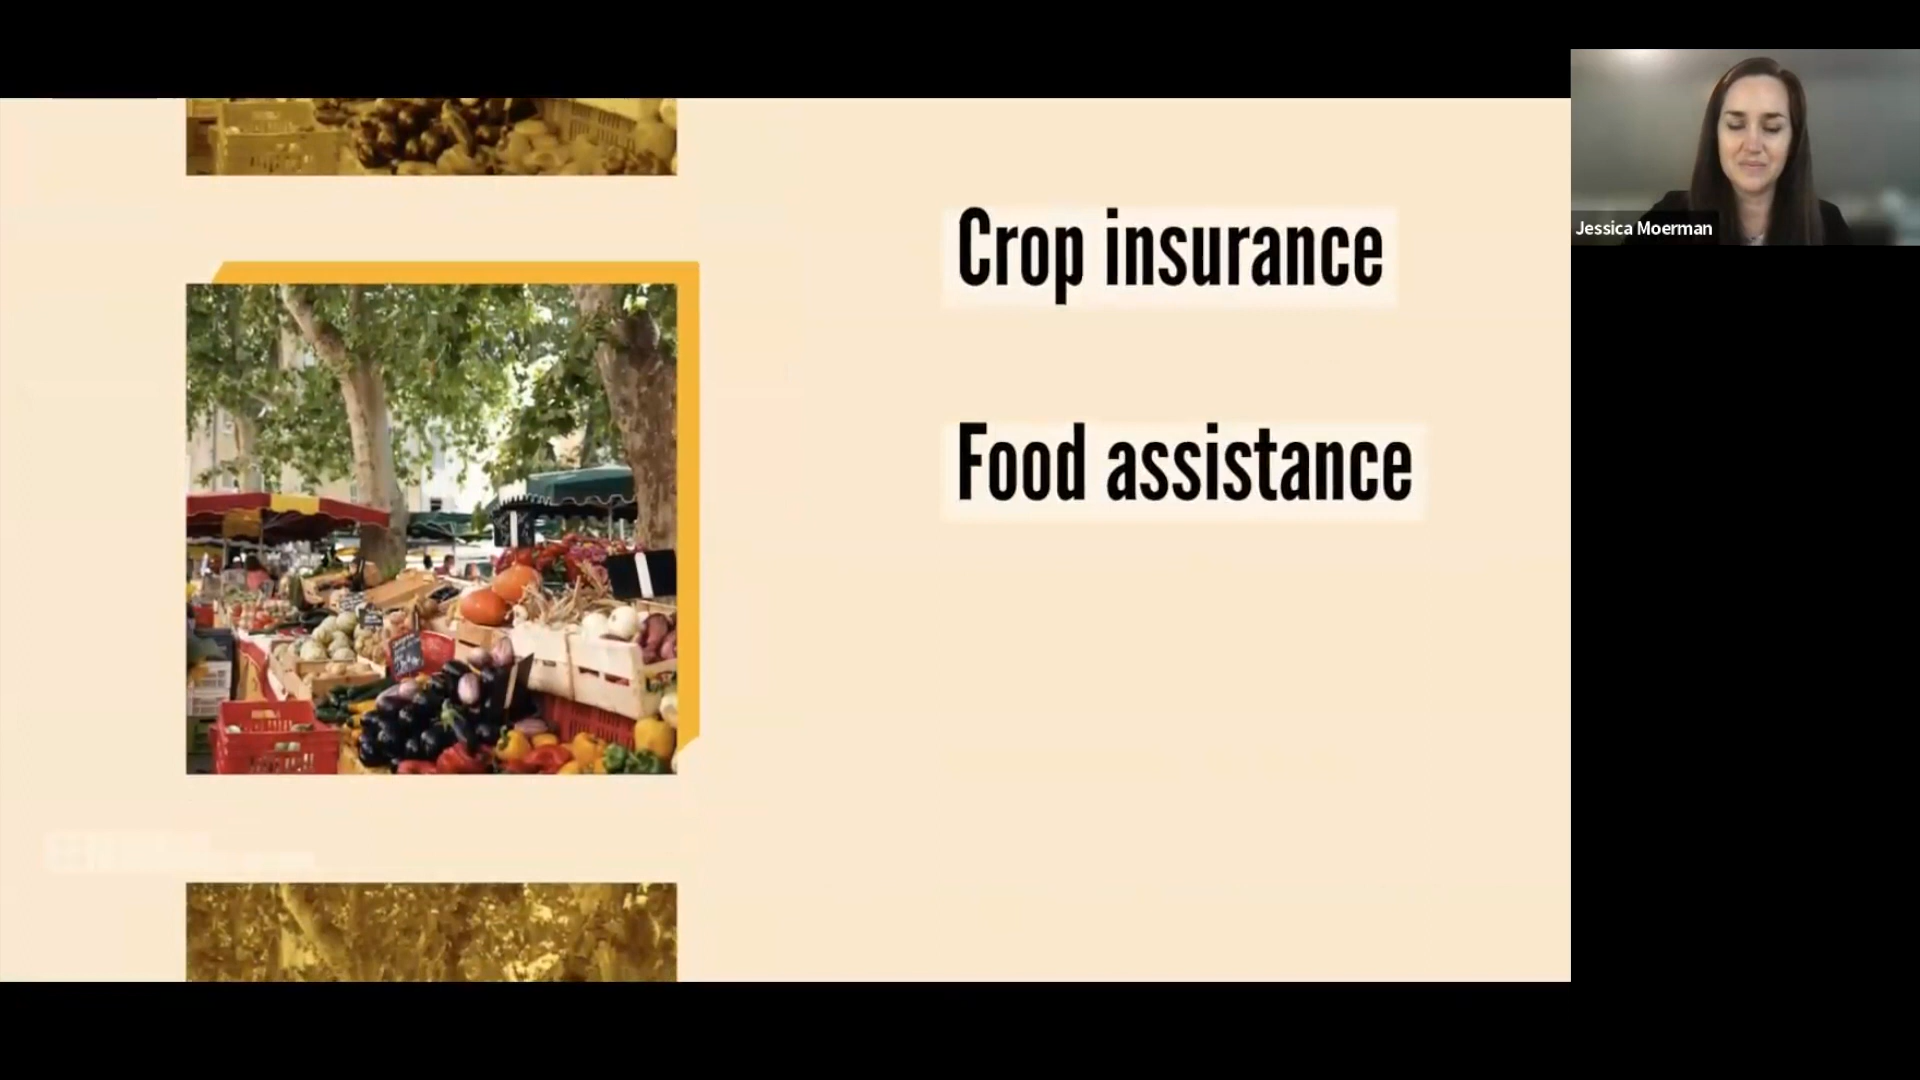 Crop insurance
Food assistance
Jessica Moerman